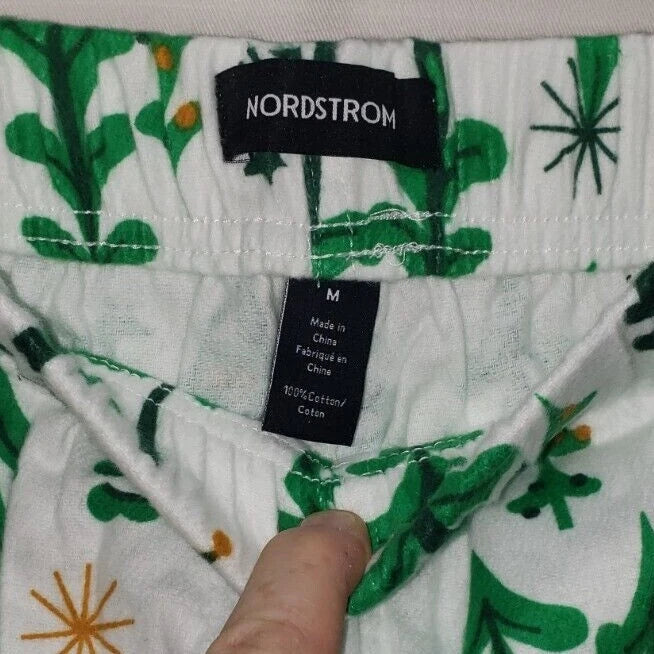 NORDSTROM
M
Made in
China
Fabriqué en
Chine
100% Cotton/
Coton